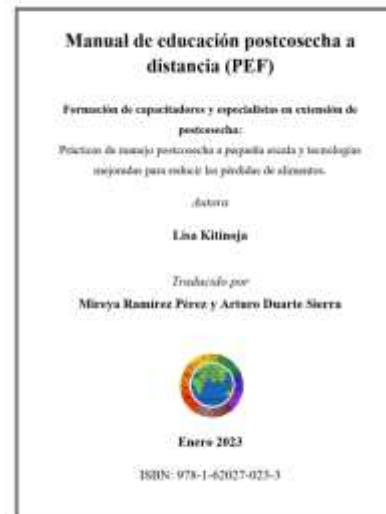 Manual de educación postcosecha a
distancia (PEF)
Formación de capacitadores y especialistas en extensión de
postcosecha:
Prácticas de manejo postcosecha a pequeña escala y tecnologías
mejoradas para reducir las pérdidas de alimentos.
Autora
Lisa Kitinoja
Traducido por
Mireya Ramírez Pérez y Arturo Duarte Sierra
Enero 2023
ISBN: 978-1-62027-023-3